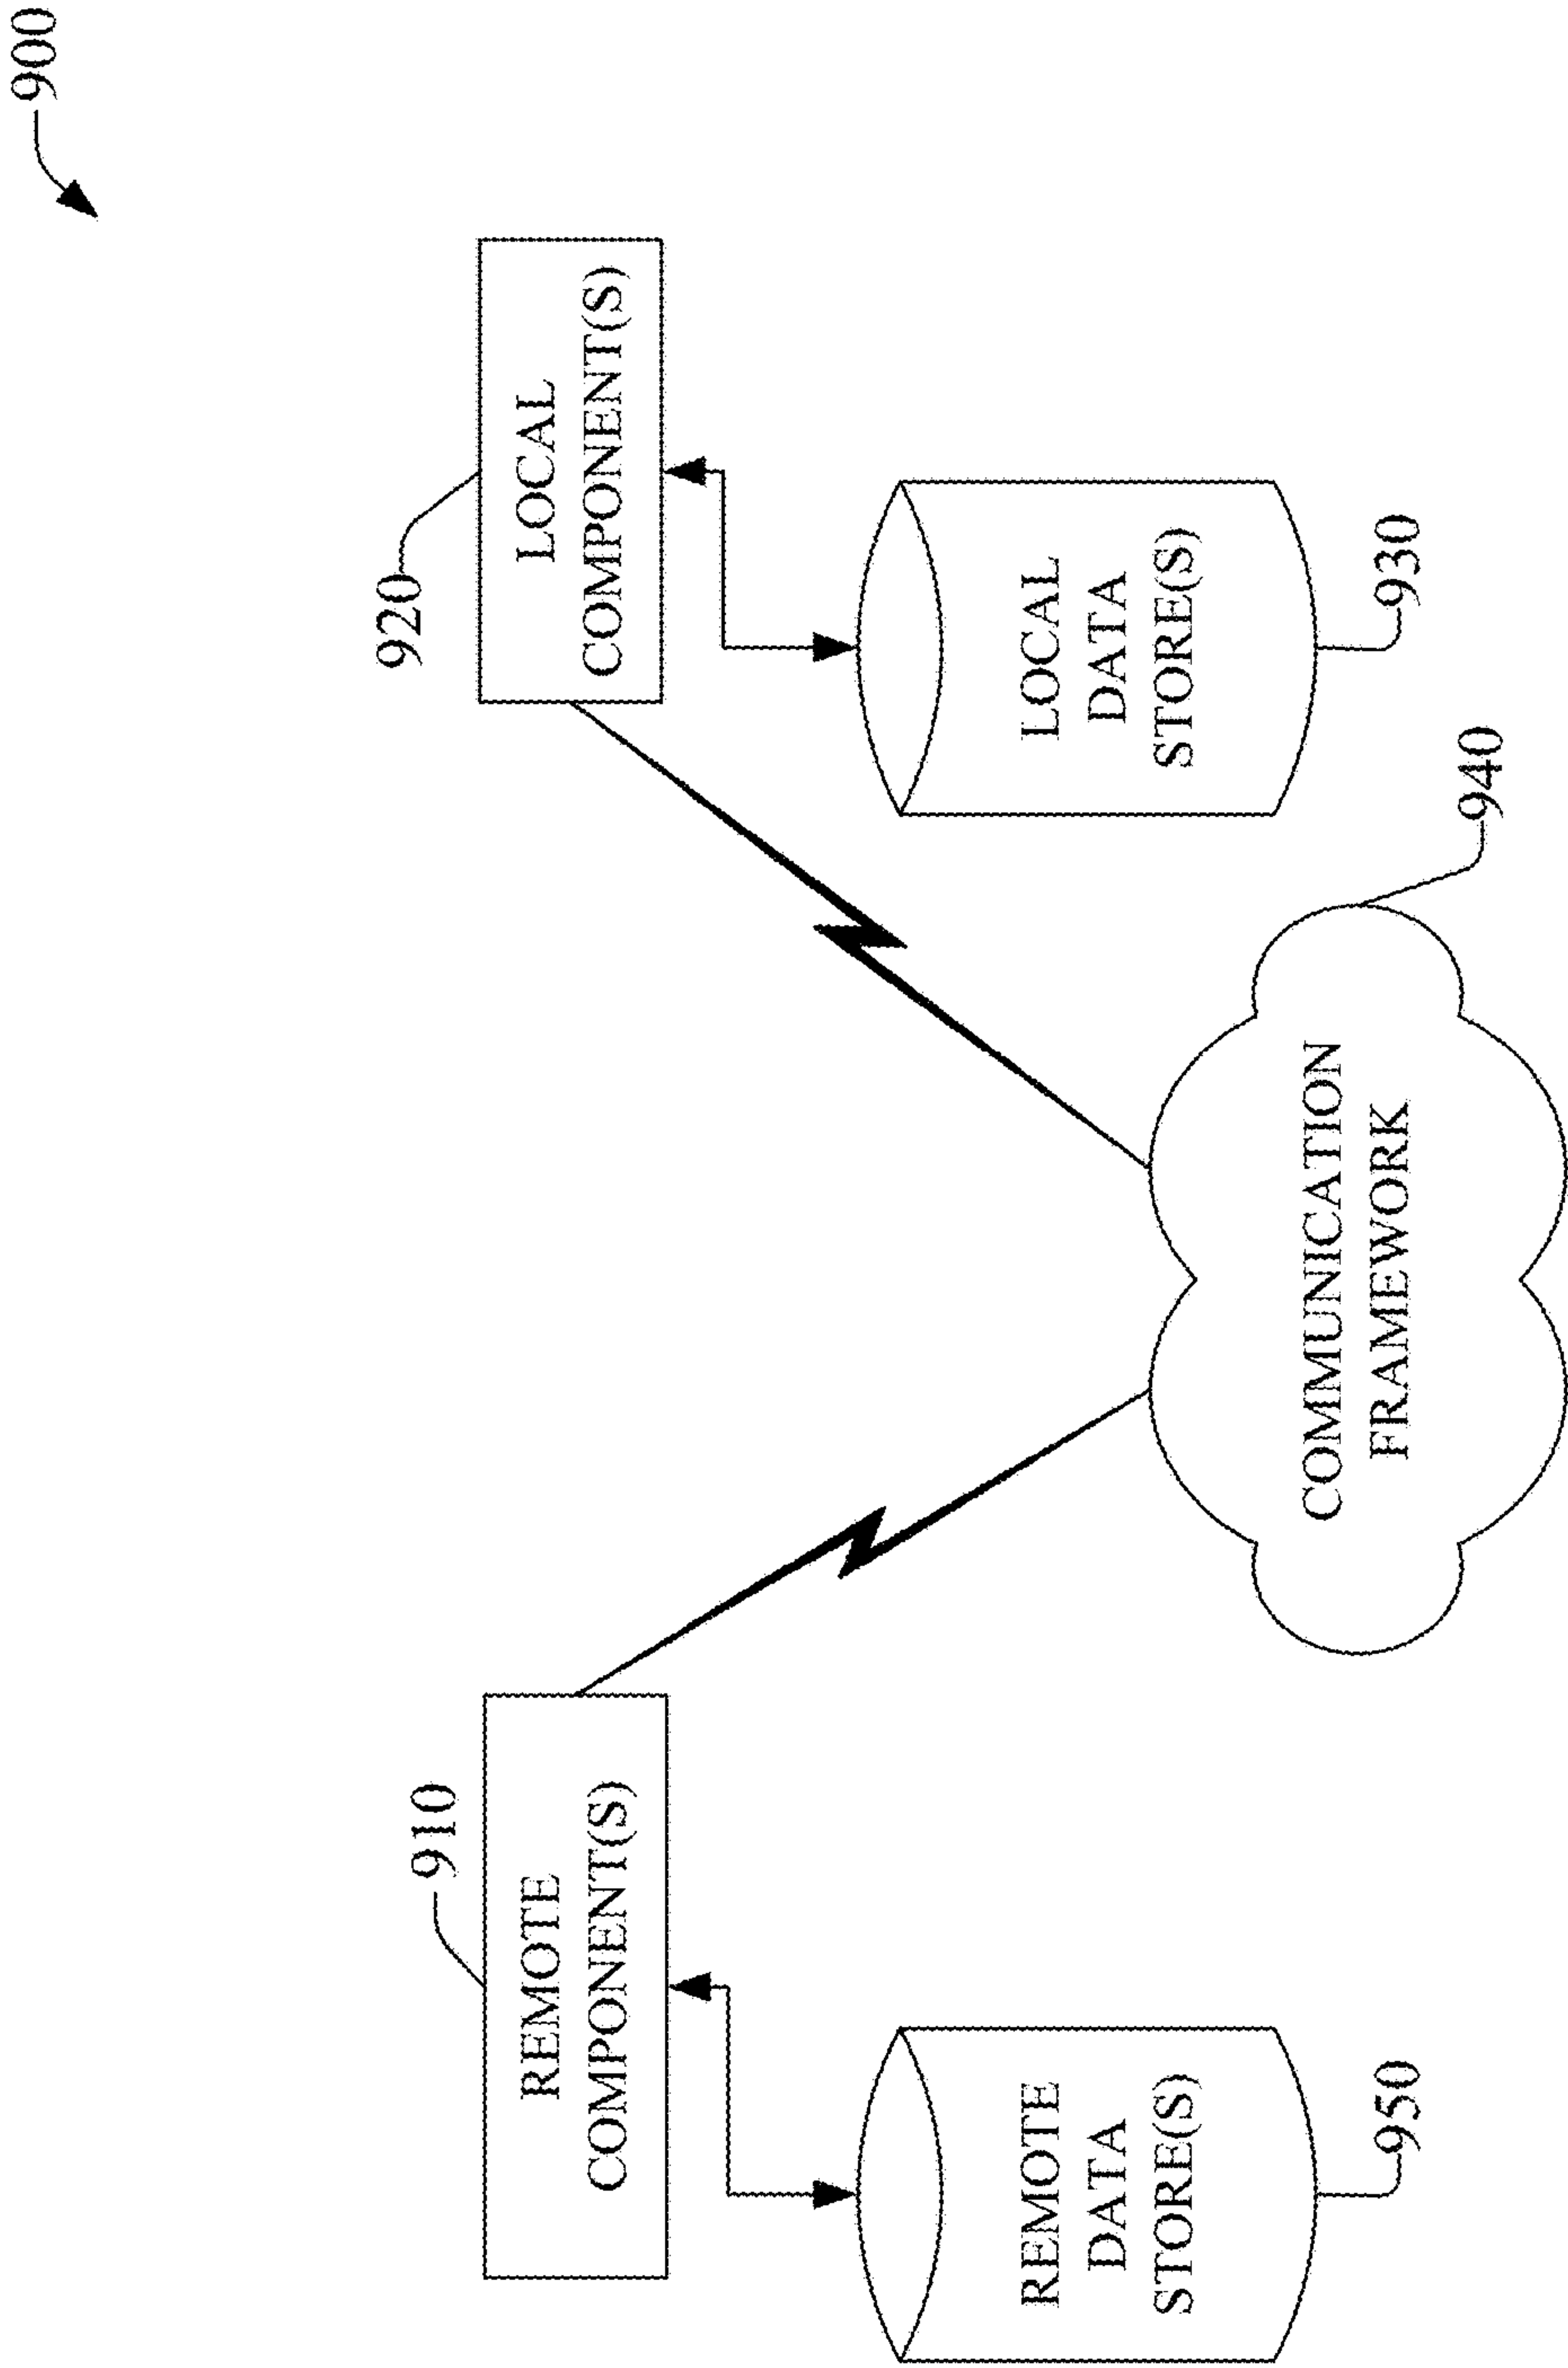 900
910
REMOTE
COMPONENT(S)
920
LOCAL
COMPONENT(S)
REMOTE
DATA
STORE(S)
950
COMMUNICATION
FRAMEWORK
940
LOCAL
DATA
STORE(S)
930